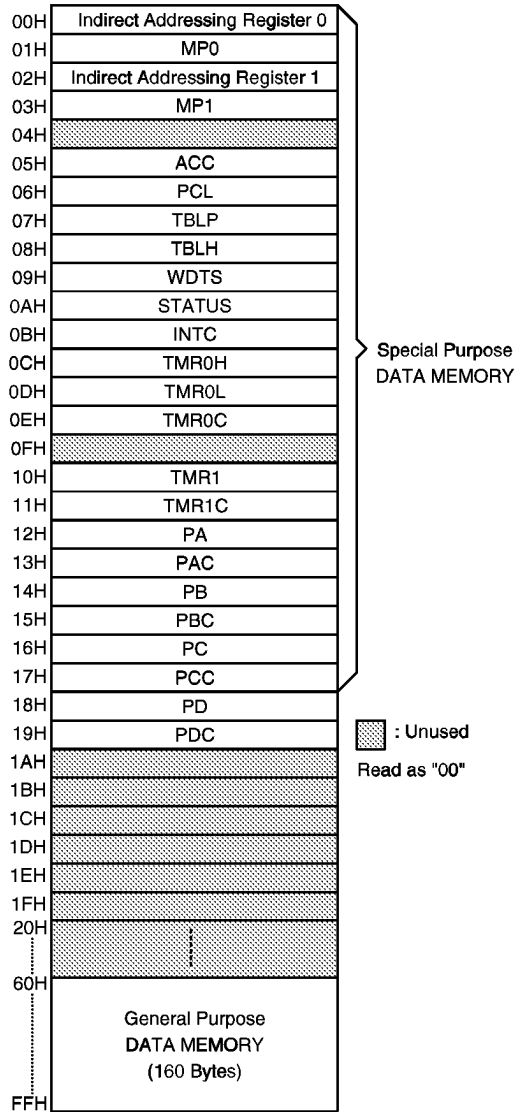 00H Indirect Addressing Register 0
01H MP0
02H Indirect Addressing Register 1
03H MP1
04H
05H ACC
06H PCL
07H TBLP
08H TBLH
09H WDTS
0AH STATUS
0BH INTC
0CH TMR0H
0DH TMR0L
0EH TMR0C
0FH
10H TMR1
11H TMR1C
12H PA
13H PAC
14H PB
15H PBC
16H PC
17H PCC
18H PD
19H PDC
1AH
1BH
1CH
1DH
1EH
1FH
20H
60H
General Purpose
DATA MEMORY
(160 Bytes)
FFH
Special Purpose
DATA MEMORY
: Unused
Read as "00"